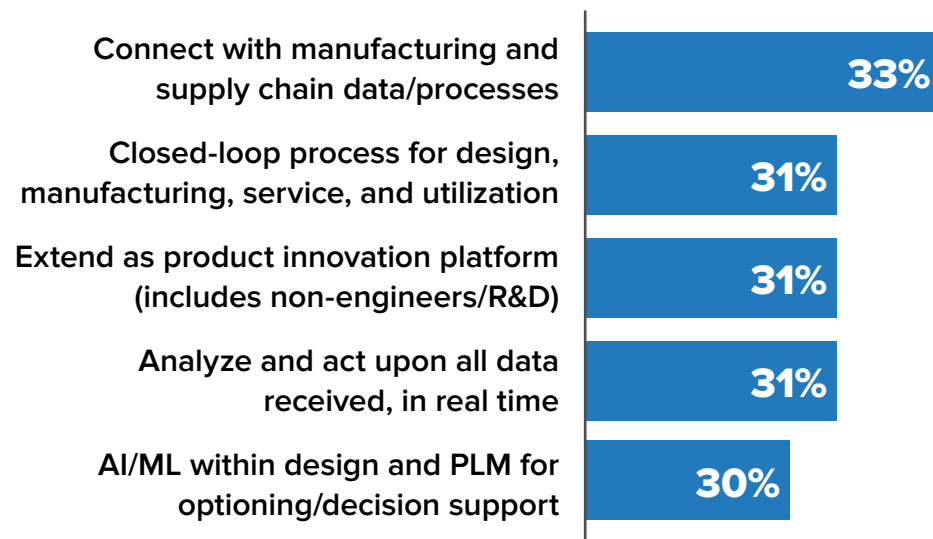 Connect with manufacturing and
supply chain data/processes
33%
Closed-loop process for design,
manufacturing, service, and utilization
31%
Extend as product innovation platform
(includes non-engineers/R&D)
31%
Analyze and act upon all data
received, in real time
31%
AI/ML within design and PLM for
optioning/decision support
30%